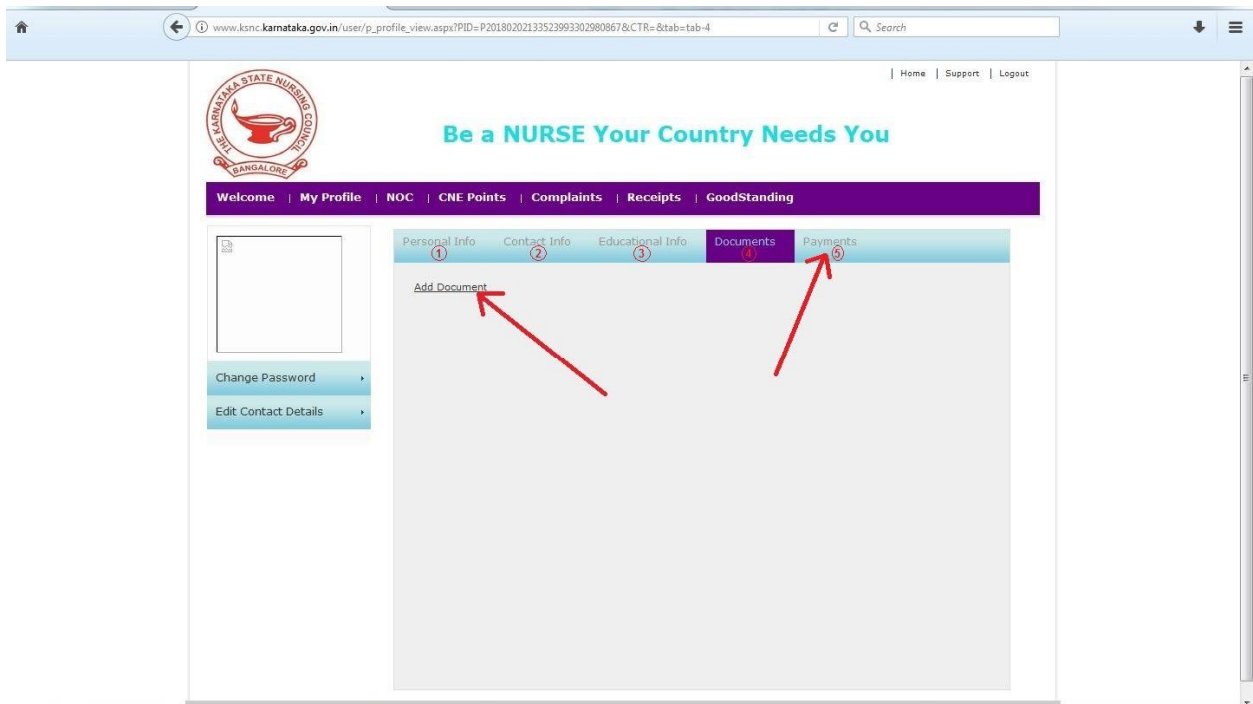 www.ksnc.karnataka.gov.in/user/p_profile_view.aspx?PID=P20180202133523993302980867&CTR=&tab=tab-4
Search
| Home | Support | Logout
THE KARNATAKA STATE NURSING COUNCIL
BANGALORE
Be a NURSE Your Country Needs You
Welcome | My Profile | NOC | CNE Points | Complaints | Receipts | GoodStanding
Personal Info Contact Info Educational Info Documents Payments
1 2 3 4 5
Add Document
Change Password
Edit Contact Details